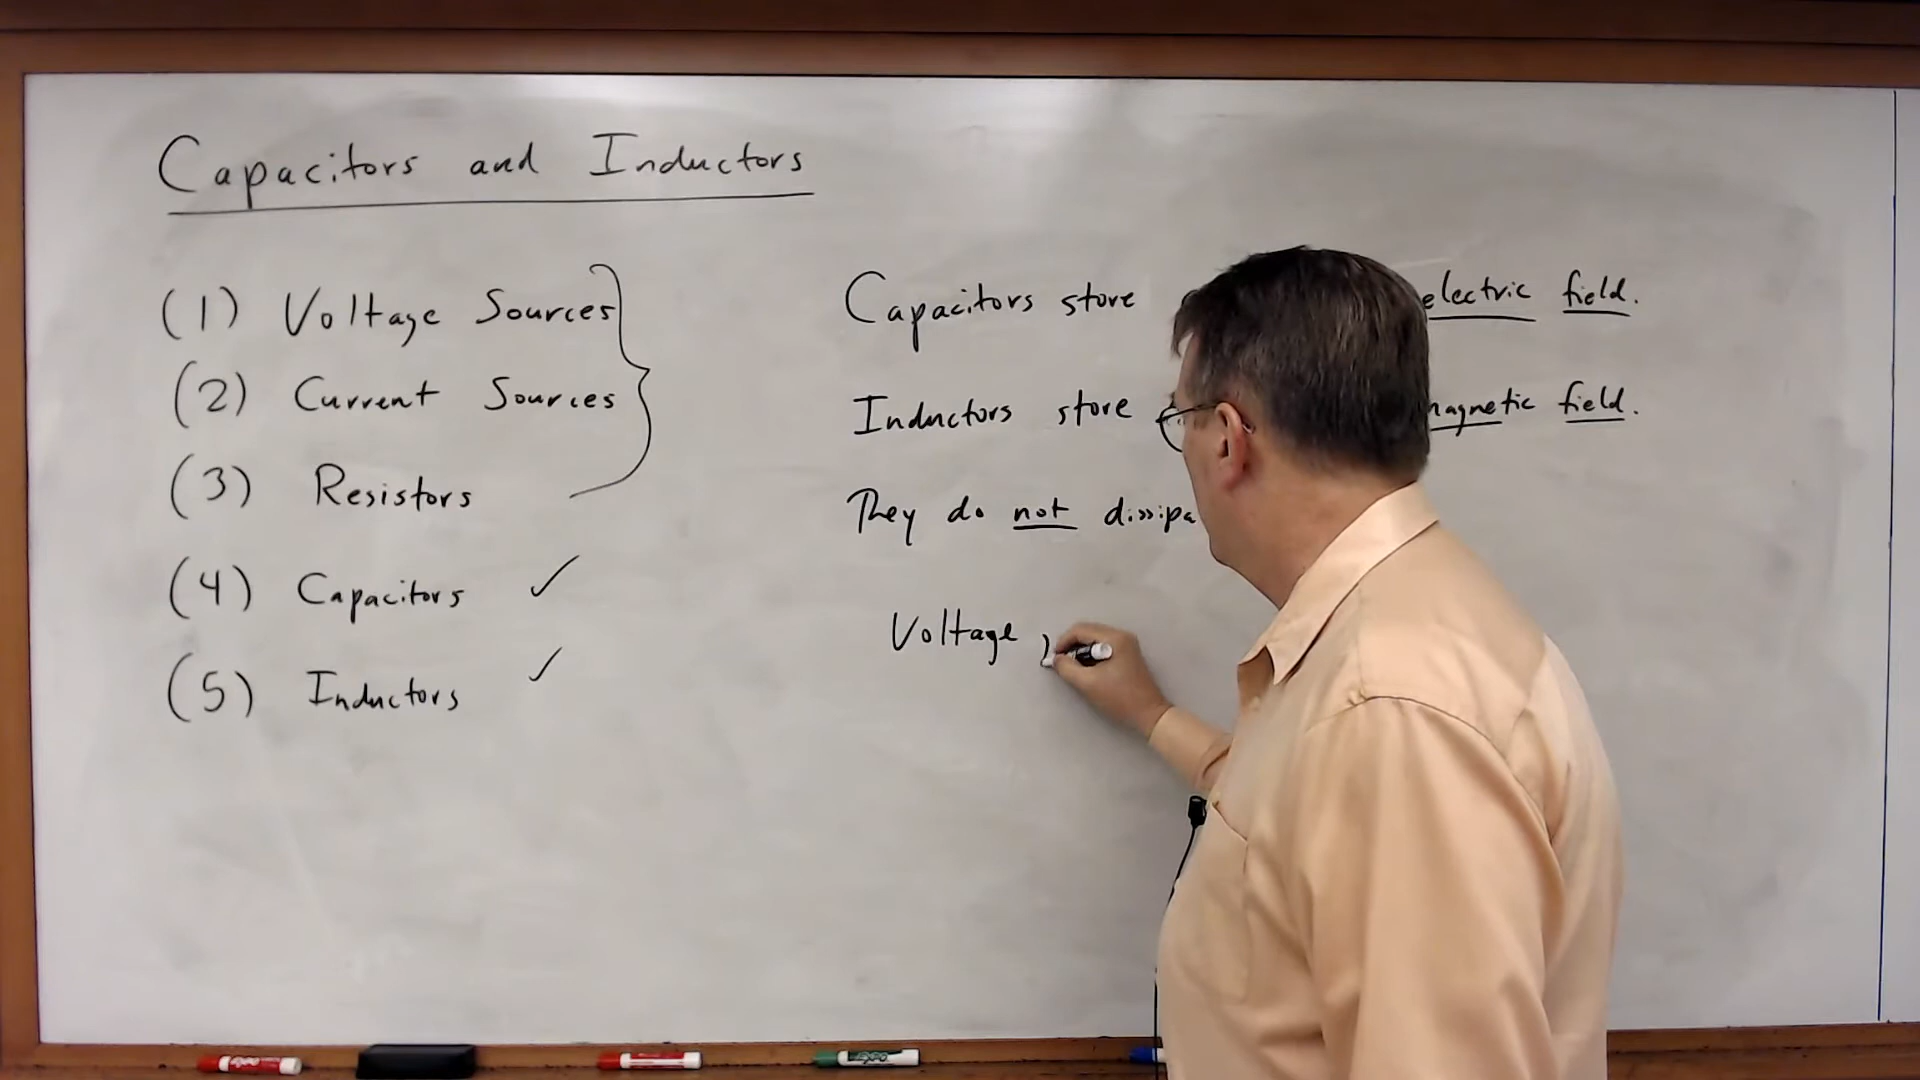 Capacitors and Inductors
(1) Voltage Sources
(2) Current Sources
(3) Resistors
(4) Capacitors ✓
(5) Inductors ✓
Capacitors store electric field.
Inductors store field.
They do not
Voltage